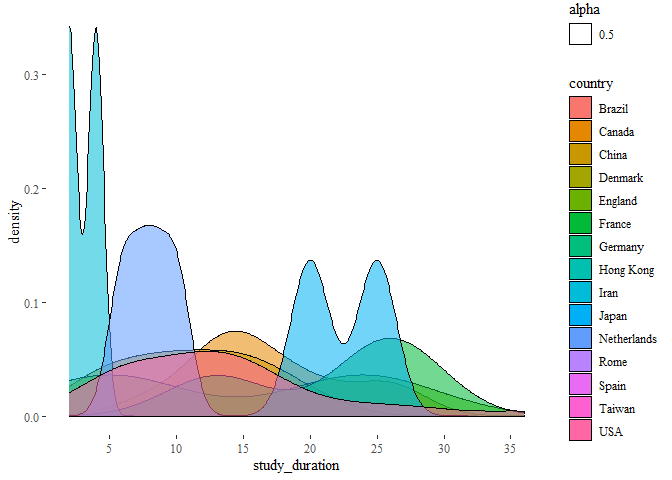 alpha
0.5
country
Brazil
Canada
China
Denmark
England
France
Germany
Hong Kong
Iran
Japan
Netherlands
Rome
Spain
Taiwan
USA
density
0.3
0.2
0.1
0.0
5 10 15 20 25 30 35
study_duration